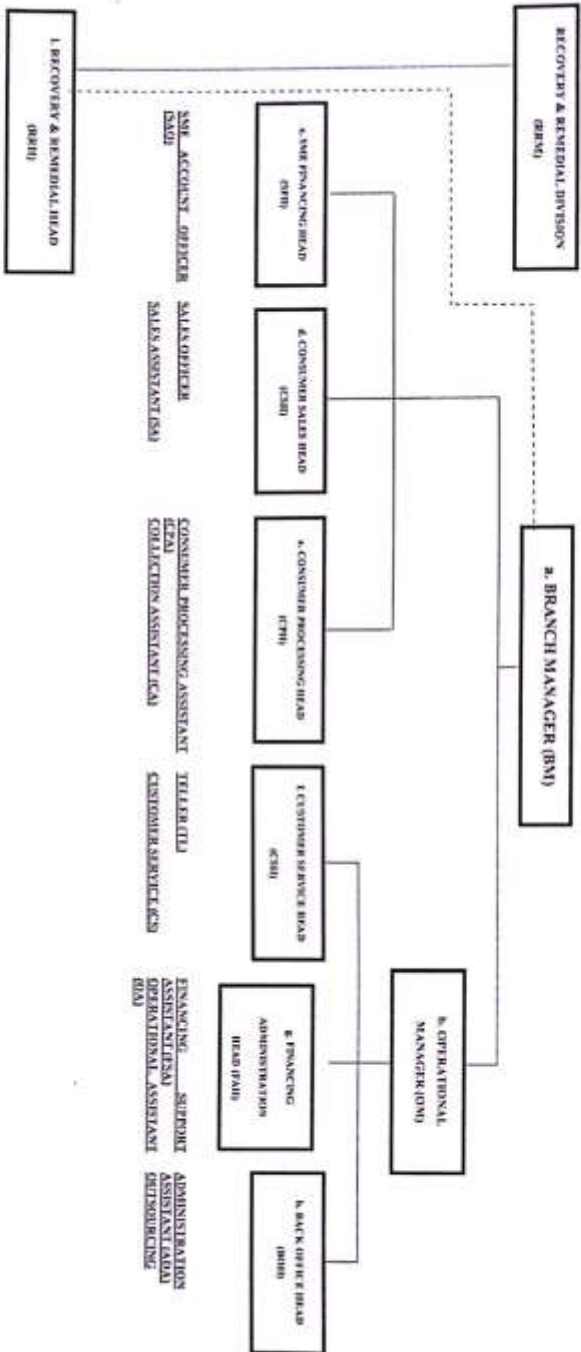 RECOVERY & REMEDIAL DIVISION
(RRM)
a. BRANCH MANAGER (BM)
b. OPERATIONAL
MANAGER (OM)
c. SME FINANCING HEAD
(SFH)
d. CONSUMER SALES HEAD
(CSH)
e. CONSUMER PROCESSING HEAD
(CPH)
f. CUSTOMER SERVICE HEAD
(CSH)
g. FINANCING
ADMINISTRATION
HEAD (FAH)
h. BACK OFFICE HEAD
(BOH)
SME ACCOUNT OFFICER
(SAO)
SALES OFFICER
SALES ASSISTANT (SA)
CONSUMER PROCESSING ASSISTANT
(CPA)
COLLECTION ASSISTANT (CA)
TELLER (TL)
CUSTOMER SERVICE (CS)
FINANCING SUPPORT
ASSISTANT (FSA)
OPERATIONAL ASSISTANT
(OA)
ADMINISTRATION
ASSISTANT (ADA)
OUTSOURCING
i. RECOVERY & REMEDIAL HEAD
(RRH)